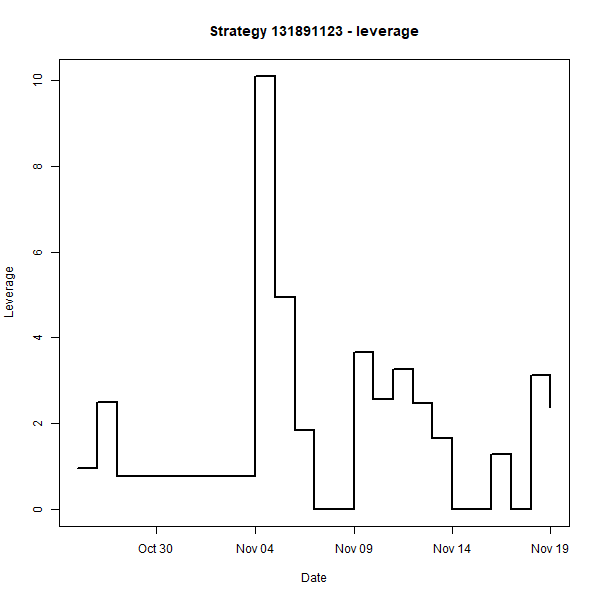 Strategy 131891123 - leverage
10
8
6
4
2
0
Leverage
Oct 30
Nov 04
Nov 09
Nov 14
Nov 19
Date